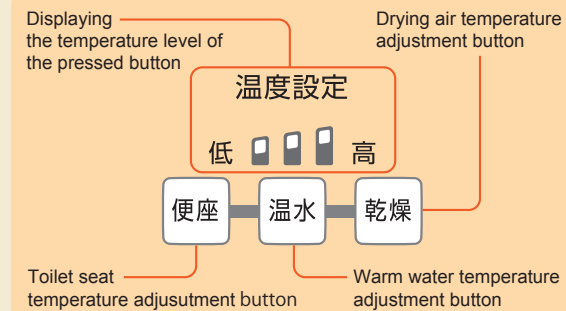 Displaying
the temperature level of
the pressed button
Drying air temperature
adjustment button
温度設定
低 高
便座 温水 乾燥
Toilet seat
temperature adjusutment button
Warm water temperature
adjustment button